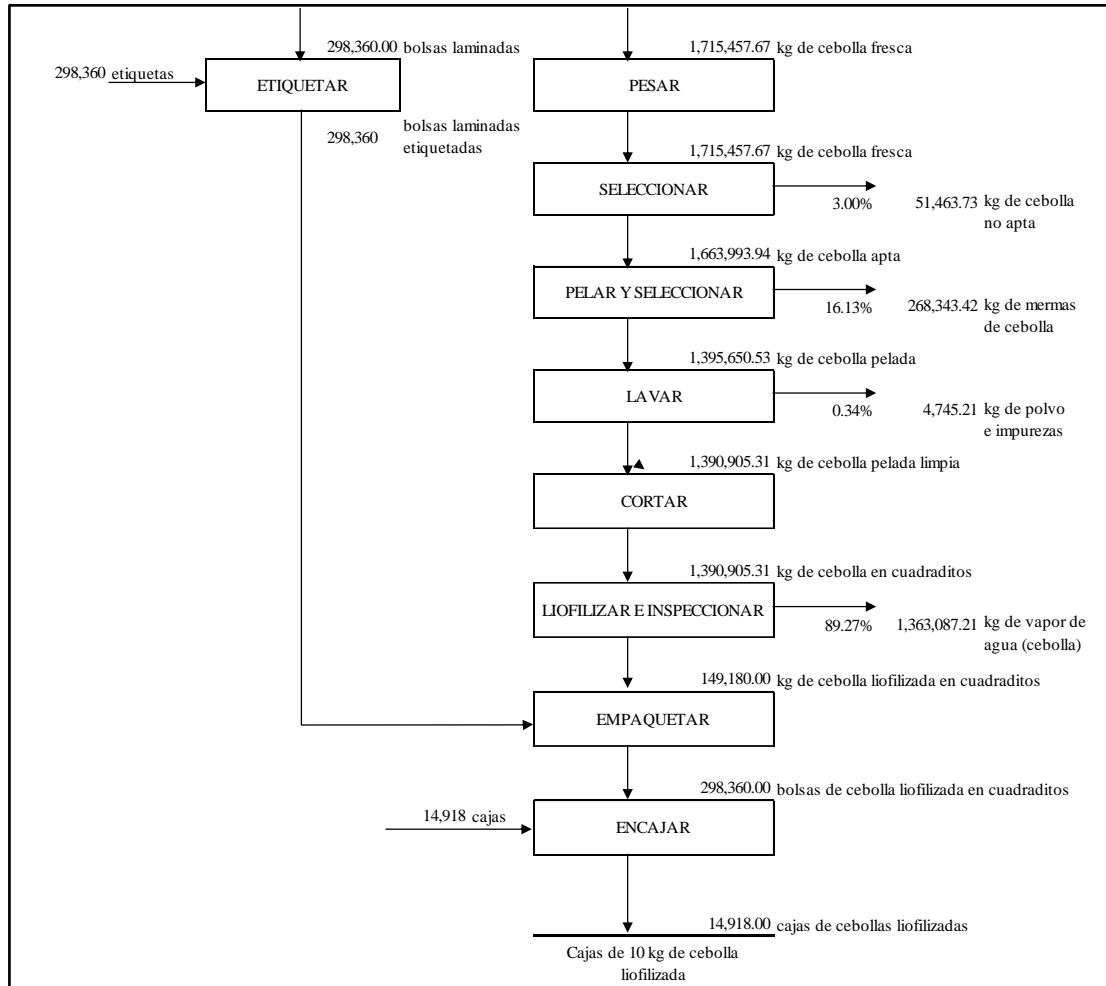 298,360.00 bolsas laminadas
1,715,457.67 kg de cebolla fresca
298,360 etiquetas
ETIQUETAR
PESAR
298,360
bolsas laminadas
etiquetadas
1,715,457.67 kg de cebolla fresca
SELECCIONAR
3.00%
51,463.73
kg de cebolla
no apta
1,663,993.94 kg de cebolla apta
PELAR Y SELECCIONAR
16.13%
268,343.42
kg de mermas
de cebolla
1,395,650.53 kg de cebolla pelada
LAVAR
0.34%
4,745.21
kg de polvo
e impurezas
1,390,905.31 kg de cebolla pelada limpia
CORTAR
1,390,905.31 kg de cebolla en cuadraditos
LIOFILIZAR E INSPECCIONAR
89.27%
1,363,087.21
kg de vapor de
agua (cebolla)
149,180.00 kg de cebolla liofilizada en cuadraditos
EMPAQUETAR
298,360.00 bolsas de cebolla liofilizada en cuadraditos
14,918 cajas
ENCAJAR
14,918.00 cajas de cebollas liofilizadas
Cajas de 10 kg de cebolla
liofilizada